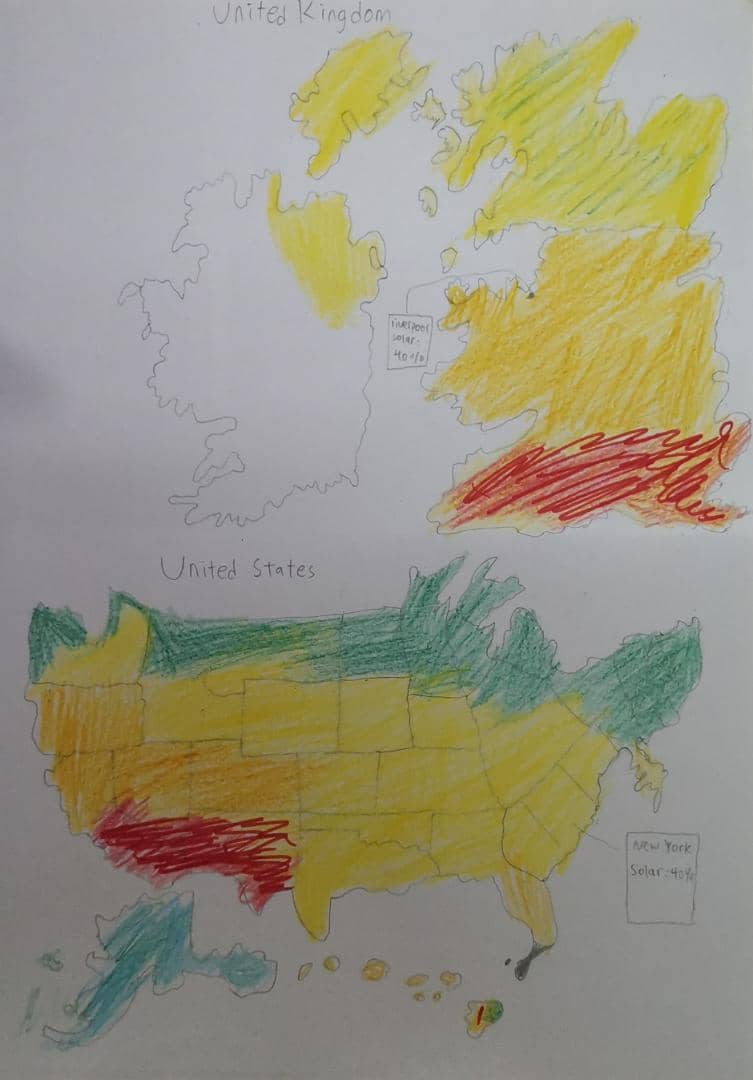 United Kingdom
Liverpool
solar:
40%
United States
New York
Solar:40%